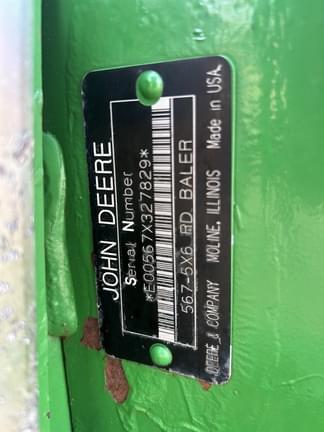 JOHN DEERE
Serial Number
*E00567X327829*
567-5X6 RD BALER
DEERE & COMPANY MOLINE, ILLINOIS Made in USA